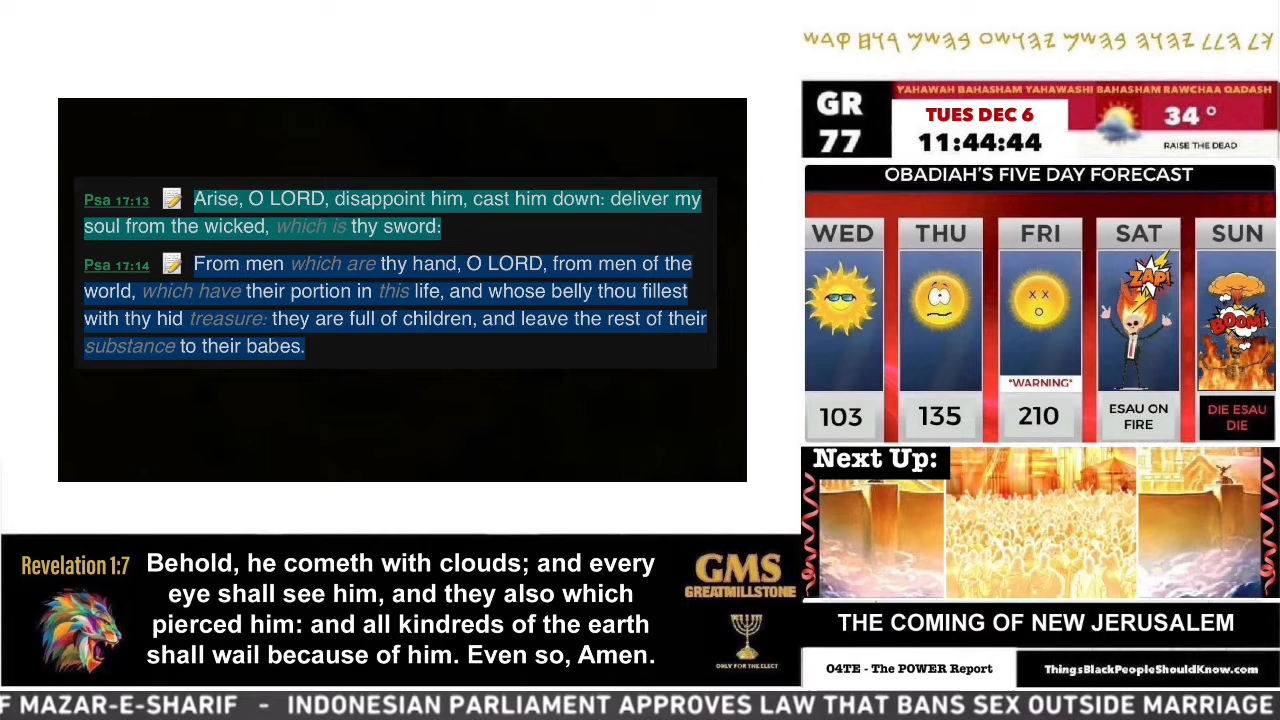 Psa 17:13 Arise, O LORD, disappoint him, cast him down: deliver my
soul from the wicked, which is thy sword:
Psa 17:14 From men which are thy hand, O LORD, from men of the
world, which have their portion in this life, and whose belly thou fillest
with thy hid treasure: they are full of children, and leave the rest of their
substance to their babes.
GR
77
YAHAWAH BAHASHAM YAHAWASHI BAHASHAM RAWCHAA QADASH
TUES DEC 6
11:44:44
34°
RAISE THE DEAD
OBADIAH'S FIVE DAY FORECAST
WED THU FRI SAT SUN
ZAP!
BOOM!
*WARNING*
103 135 210 ESAU ON
FIRE DIE ESAU
DIE
Next Up:
THE COMING OF NEW JERUSALEM
O4TE - The POWER Report ThingsBlackPeopleShouldKnow.com
Revelation 1:7
Behold, he cometh with clouds; and every
eye shall see him, and they also which
pierced him: and all kindreds of the earth
shall wail because of him. Even so, Amen.
GMS
GREATMILLSTONE
ONLY FOR THE ELECT
F MAZAR-E-SHARIF - INDONESIAN PARLIAMENT APPROVES LAW THAT BANS SEX OUTSIDE MARRIAGE